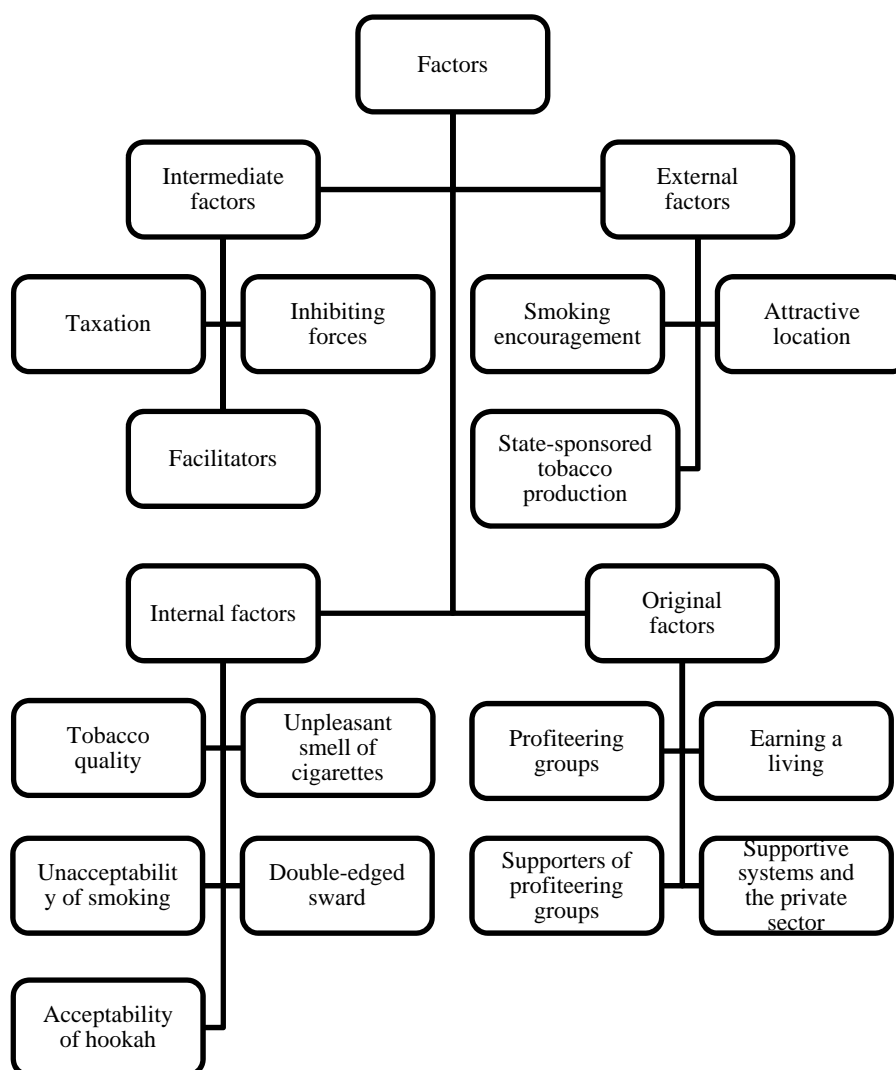 Factors
Intermediate
factors
External
factors
Taxation
Inhibiting
forces
Smoking
encouragement
Attractive
location
Facilitators
State-sponsored
tobacco
production
Internal factors
Original
factors
Tobacco
quality
Unpleasant
smell of
cigarettes
Profiteering
groups
Earning a
living
Unacceptabilit
y of smoking
Double-edged
sward
Supporters of
profiteering
groups
Supportive
systems and
the private
sector
Acceptability
of hookah